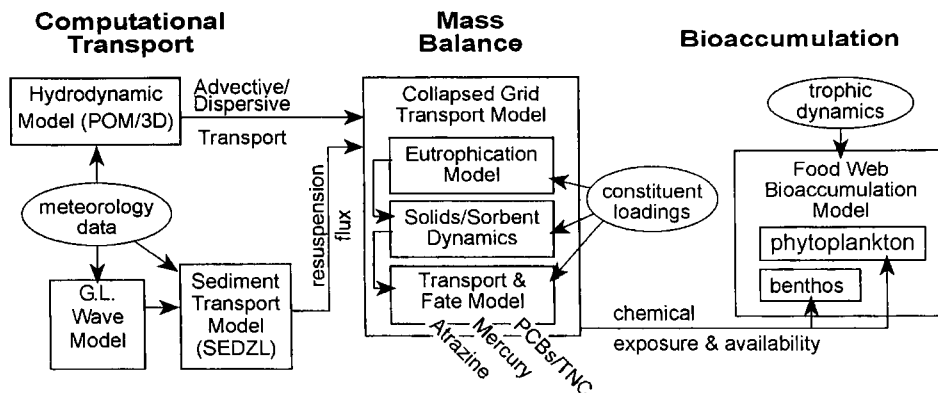 Computational
Transport
Mass
Balance
Bioaccumulation
Hydrodynamic
Model (POM/3D)
Advective/
Dispersive
Transport
meteorology
data
G.L.
Wave
Model
Sediment
Transport
Model
(SEDZL)
resuspension
flux
Collapsed Grid
Transport Model
Eutrophication
Model
Solids/Sorbent
Dynamics
Transport &
Fate Model
Atrazine
Mercury
PCBs/TNC
constituent
loadings
trophic
dynamics
Food Web
Bioaccumulation
Model
phytoplankton
benthos
chemical
exposure & availability